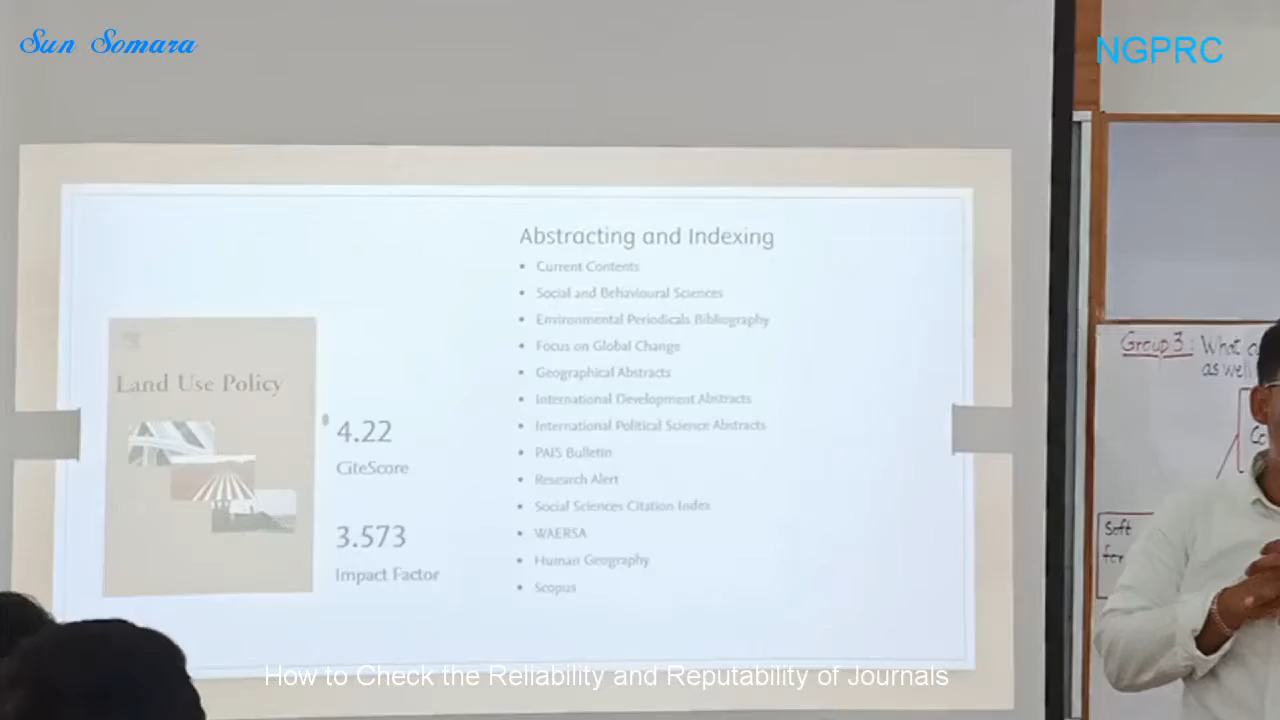 Sun Somara
NGPRC
Abstracting and Indexing
• Current Contents
• Social and Behavioural Sciences
• Environmental Periodicals Bibliography
• Focus on Global Change
• Geographical Abstracts
• International Development Abstracts
• International Political Science Abstracts
• PAIS Bulletin
• Research Alert
• Social Sciences Citation Index
• WAERSA
• Human Geography
• Scopus
Land Use Policy
4.22
CiteScore
3.573
Impact Factor
Group 3: What
as well
Soft
for
How to Check the Reliability and Reputability of Journals